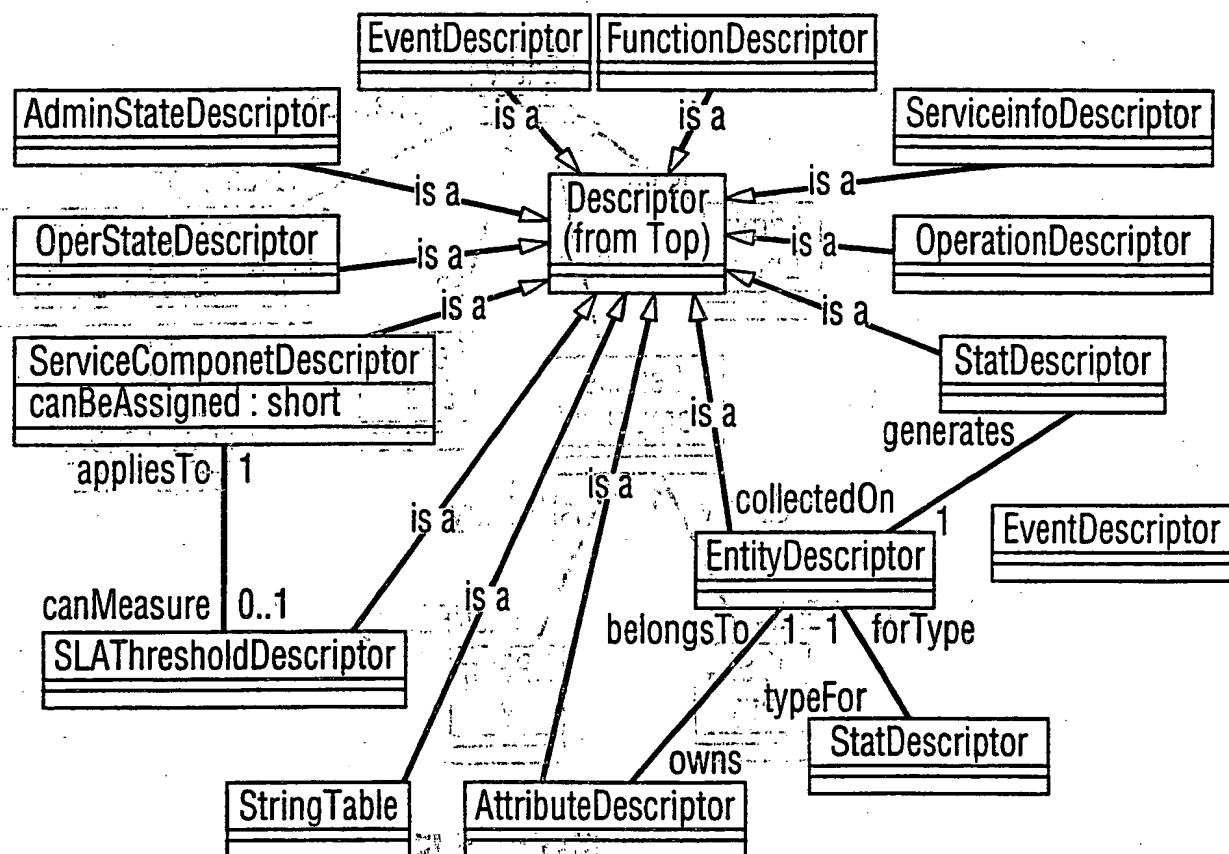 EventDescriptor
FunctionDescriptor
AdminStateDescriptor
is a
is a
ServiceinfoDescriptor
is a
Descriptor
(from Top)
is a
OperStateDescriptor
is a
is a
OperationDescriptor
is a
is a
ServiceComponetDescriptor
canBeAssigned : short
StatDescriptor
is a
generates
appliesTo 1
is a
is a
collectedOn
1
EventDescriptor
EntityDescriptor
canMeasure 0..1
is a
belongsTo 1 1 forType
SLAThresholdDescriptor
typeFor
StatDescriptor
owns
StringTable
AttributeDescriptor